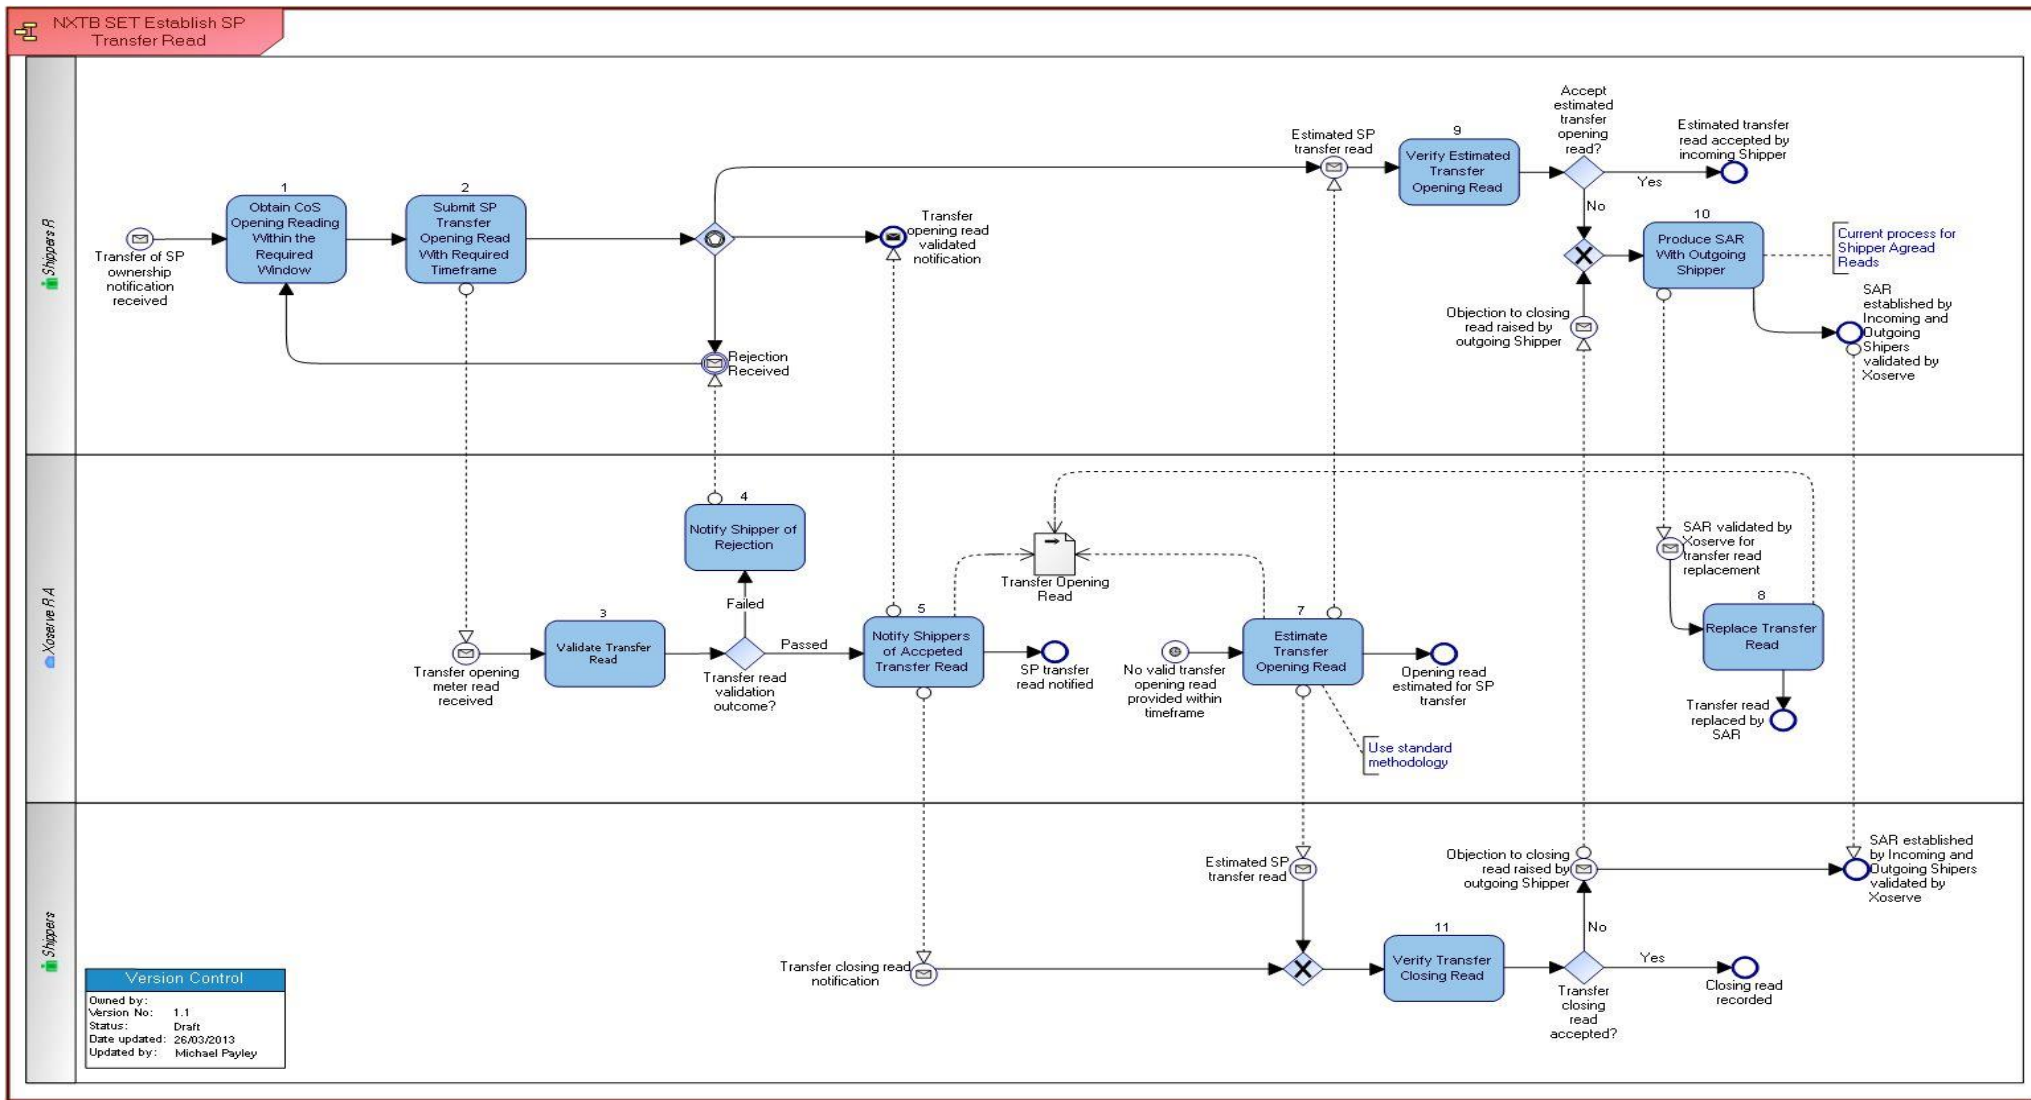 NXTB SET Establish SP
Transfer Read
Shippers R
Transfer of SP
ownership
notification
received
1
Obtain CoS
Opening Reading
Within the
Required
Window
2
Submit SP
Transfer
Opening Read
With Required
Timeframe
Rejection
Received
Transfer
opening read
validated
notification
Estimated SP
transfer read
9
Verify Estimated
Transfer
Opening Read
Accept
estimated
transfer
opening
read?
Yes
Estimated transfer
read accepted by
incoming Shipper
No
10
Produce SAR
With Outgoing
Shipper
Current process for
Shipper Agread
Reads
Objection to closing
read raised by
outgoing Shipper
SAR
established by
Incoming and
Outgoing
Shipers
validated by
Xoserve
Xoserve R A
Transfer opening
meter read
received
3
Validate Transfer
Read
4
Notify Shipper of
Rejection
Failed
Passed
Transfer read
validation
outcome?
5
Notify Shippers
of Accpeted
Transfer Read
SP transfer
read notified
Transfer Opening
Read
No valid transfer
opening read
provided within
timeframe
7
Estimate
Transfer
Opening Read
Opening read
estimated for SP
transfer
Use standard
methodology
SAR validated by
Xoserve for
transfer read
replacement
8
Replace Transfer
Read
Transfer read
replaced by
SAR
Shippers
Transfer closing read
notification
Estimated SP
transfer read
11
Verify Transfer
Closing Read
Objection to closing
read raised by
outgoing Shipper
No
Yes
Transfer
closing
read
accepted?
Closing read
recorded
SAR established
by Incoming and
Outgoing Shipers
validated by
Xoserve
Version Control
Owned by:
Version No: 1.1
Status: Draft
Date updated: 26/03/2013
Updated by: Michael Payley